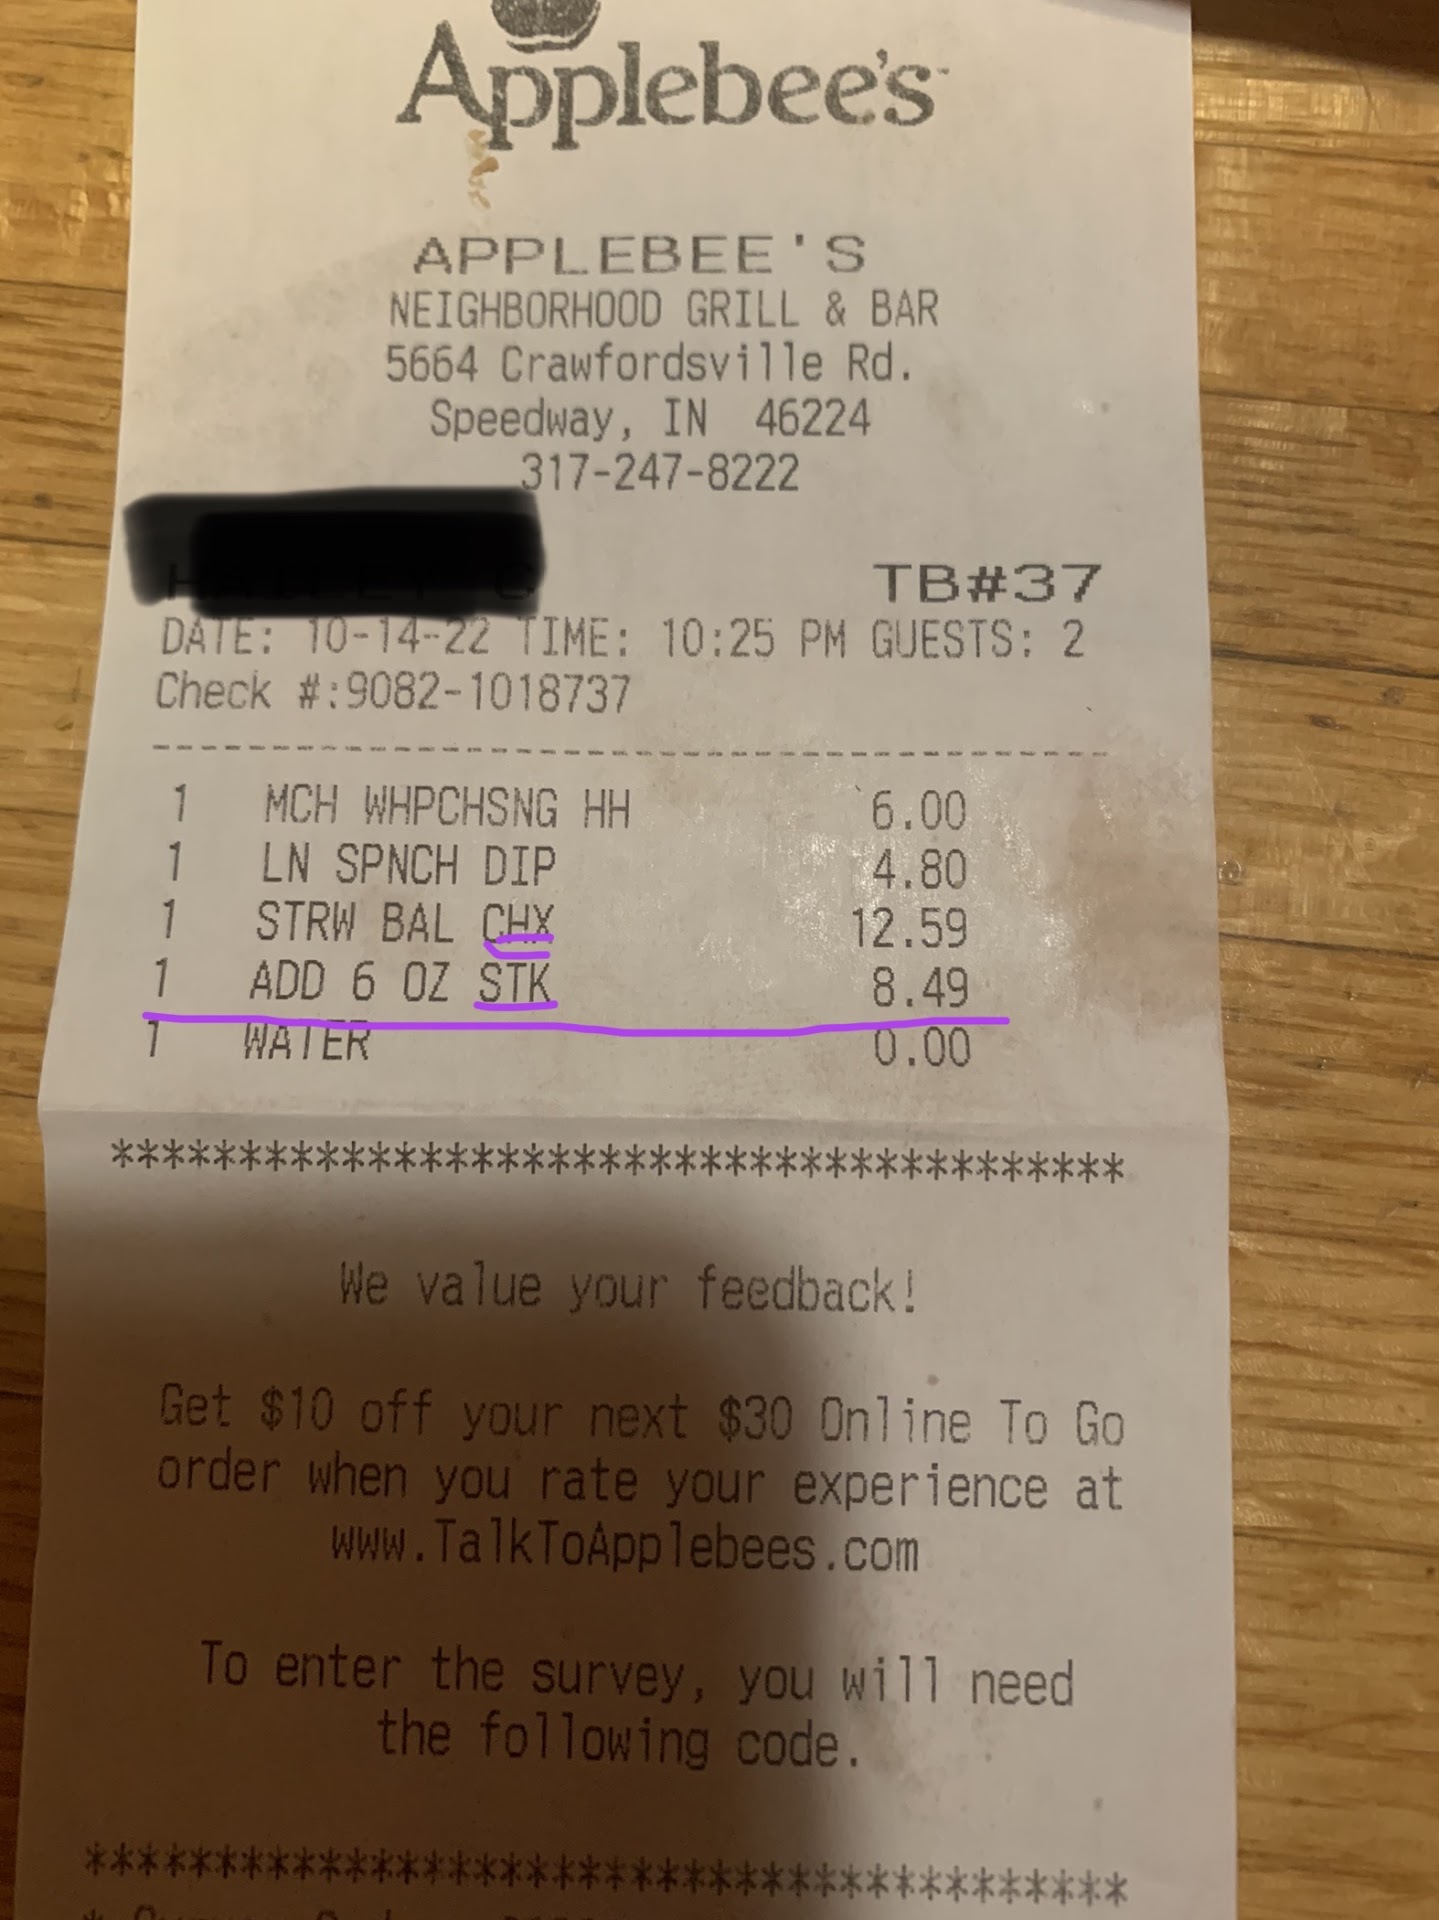 Applebee's
APPLEBEE'S
NEIGHBORHOOD GRILL & BAR
5664 Crawfordsville Rd.
Speedway, IN 46224
317-247-8222
TB#37
DATE: 10-14-22 TIME: 10:25 PM GUESTS: 2
Check #:9082-1018737
1 MCH WHPCHSNG HH 6.00
1 LN SPNCH DIP 4.80
1 STRW BAL CHX 12.59
1 ADD 6 OZ STK 8.49
1 WATER 0.00
****************************************
We value your feedback!
Get $10 off your next $30 Online To Go
order when you rate your experience at
www.TalkToApplebees.com
To enter the survey, you will need
the following code.
****************************************